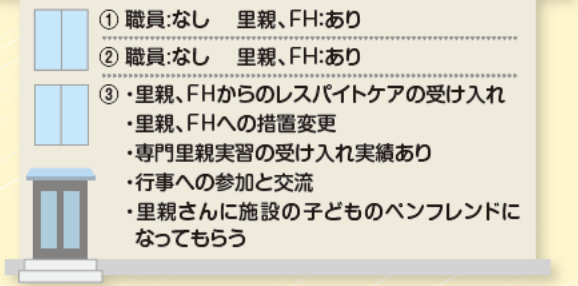 ① 職員:なし 里親、FH:あり
② 職員:なし 里親、FH:あり
③ ・里親、FHからのレスパイトケアの受け入れ
・里親、FHへの措置変更
・専門里親実習の受け入れ実績あり
・行事への参加と交流
・里親さんに施設の子どものペンフレンドに
なってもらう